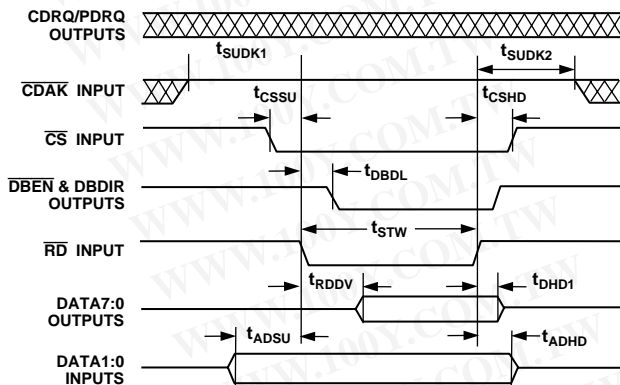 CDRQ/PDRQ
OUTPUTS
tSUDK1
tSUDK2
CDAK INPUT
tCSSU
tCSHD
CS INPUT
tDBDL
DBEN & DBDIR
OUTPUTS
tSTW
RD INPUT
tRDDV
tDHD1
DATA7:0
OUTPUTS
tADSU
tADHD
DATA1:0
INPUTS
WWW.100Y.COM.TW